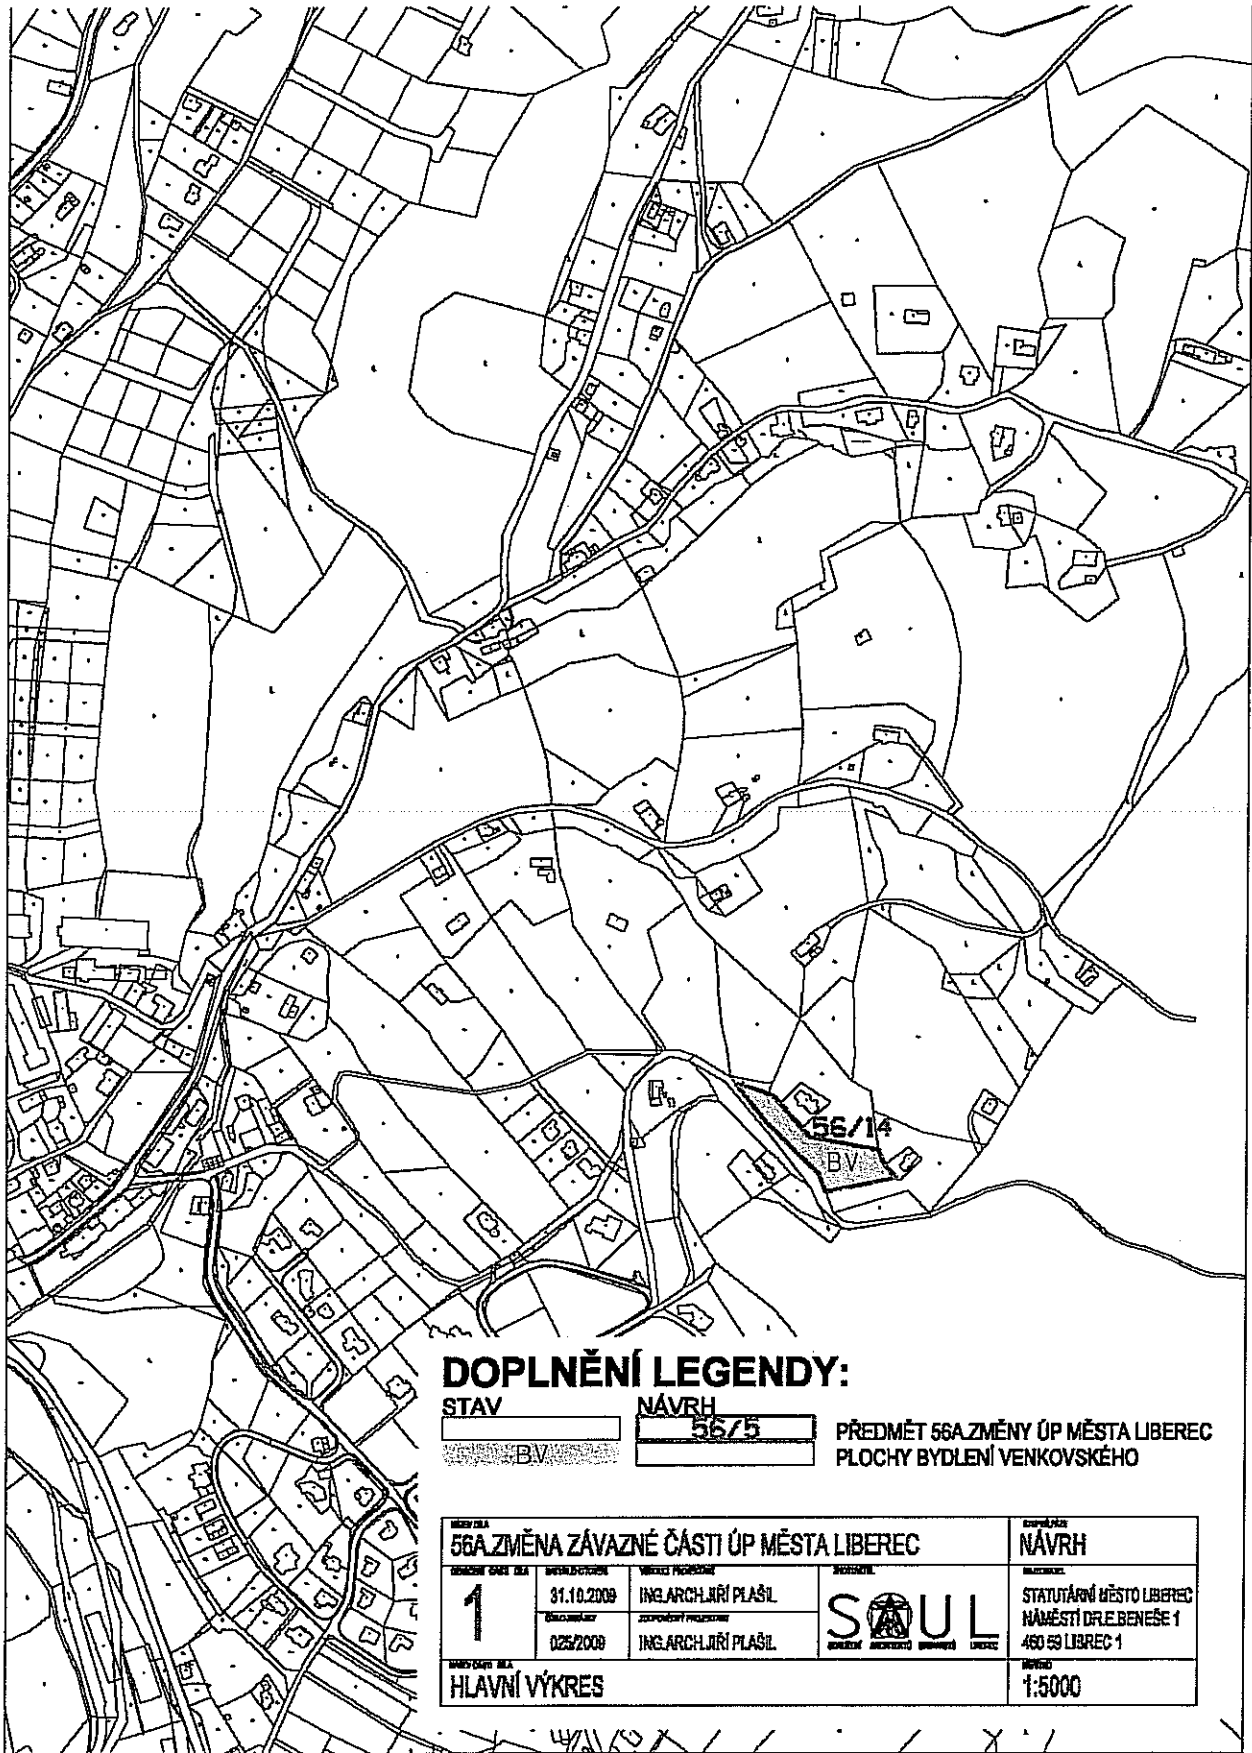 56/14
BV
DOPLNĚNÍ LEGENDY:
STAV
NÁVRH
56/5
PŘEDMĚT 56A.ZMĚNY ÚP MĚSTA LIBEREC
BV
PLOCHY BYDLENÍ VENKOVSKÉHO
56A.ZMĚNA ZÁVAZNÉ ČÁSTI ÚP MĚSTA LIBEREC
NÁVRH
1
31.10.2009
ING.ARCH.JIŘÍ PLAŠIL
025/2009
ING.ARCH.JIŘÍ PLAŠIL
SAUL
STATUTÁRNÍ MĚSTO LIBEREC
NÁMĚSTÍ DR.E.BENEŠE 1
460 59 LIBEREC 1
HLAVNÍ VÝKRES
1:5000